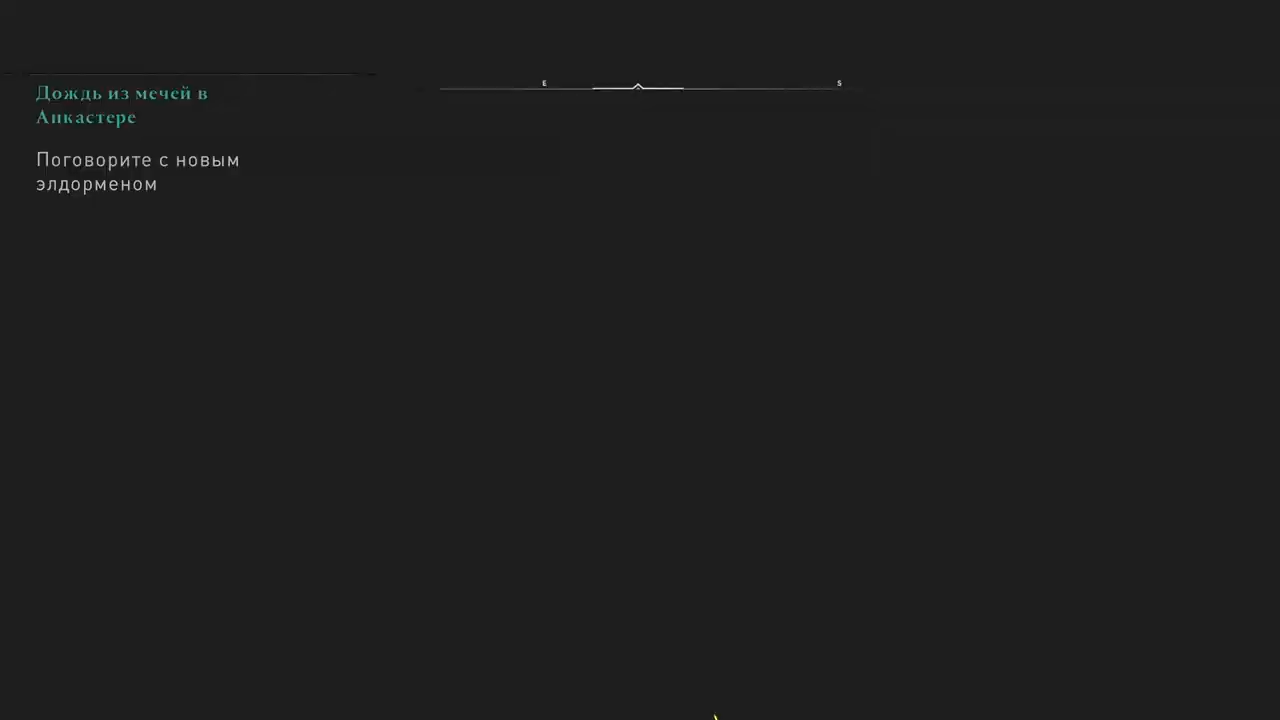 E
S
Дождь из мечей в
Анкастере
Поговорите с новым
элдорменом